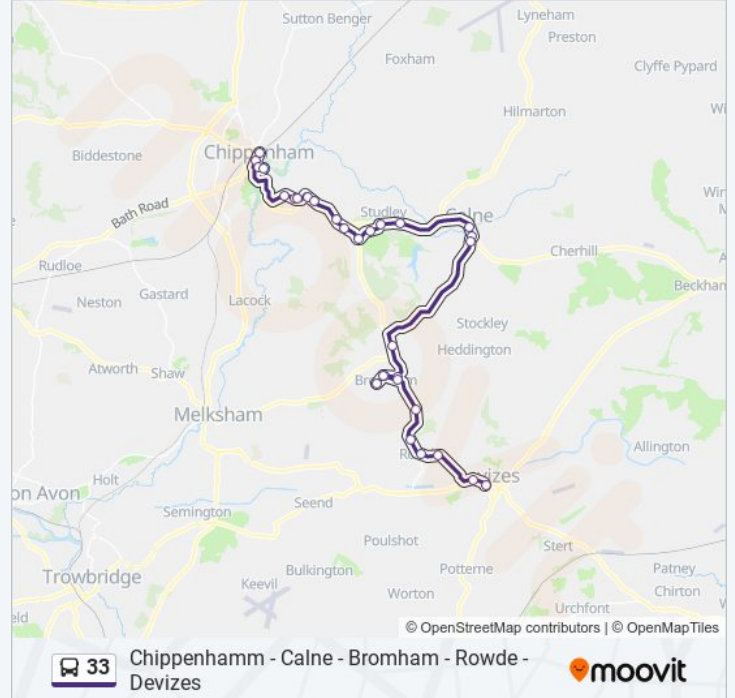 Sutton Benger
Lyneham
Preston
Foxham
Clyffe Pypard
Hilmarton
Chippenham
Biddestone
Bath Road
Studley
Calne
Cherhill
Rudloe
Gastard
Neston
Lacock
Beckhan
Stockley
Heddington
Atworth
Shaw
Melksham
Allington
on Avon
Holt
Semington
Seend
Poulshot
Stert
Trowbridge
Keevil
Bulkington
Potterne
Patney
Worton
Chirton
Urchfont
© OpenStreetMap contributors | © OpenMapTiles
33
Chippenhamm - Calne - Bromham - Rowde -
Devizes
moovit